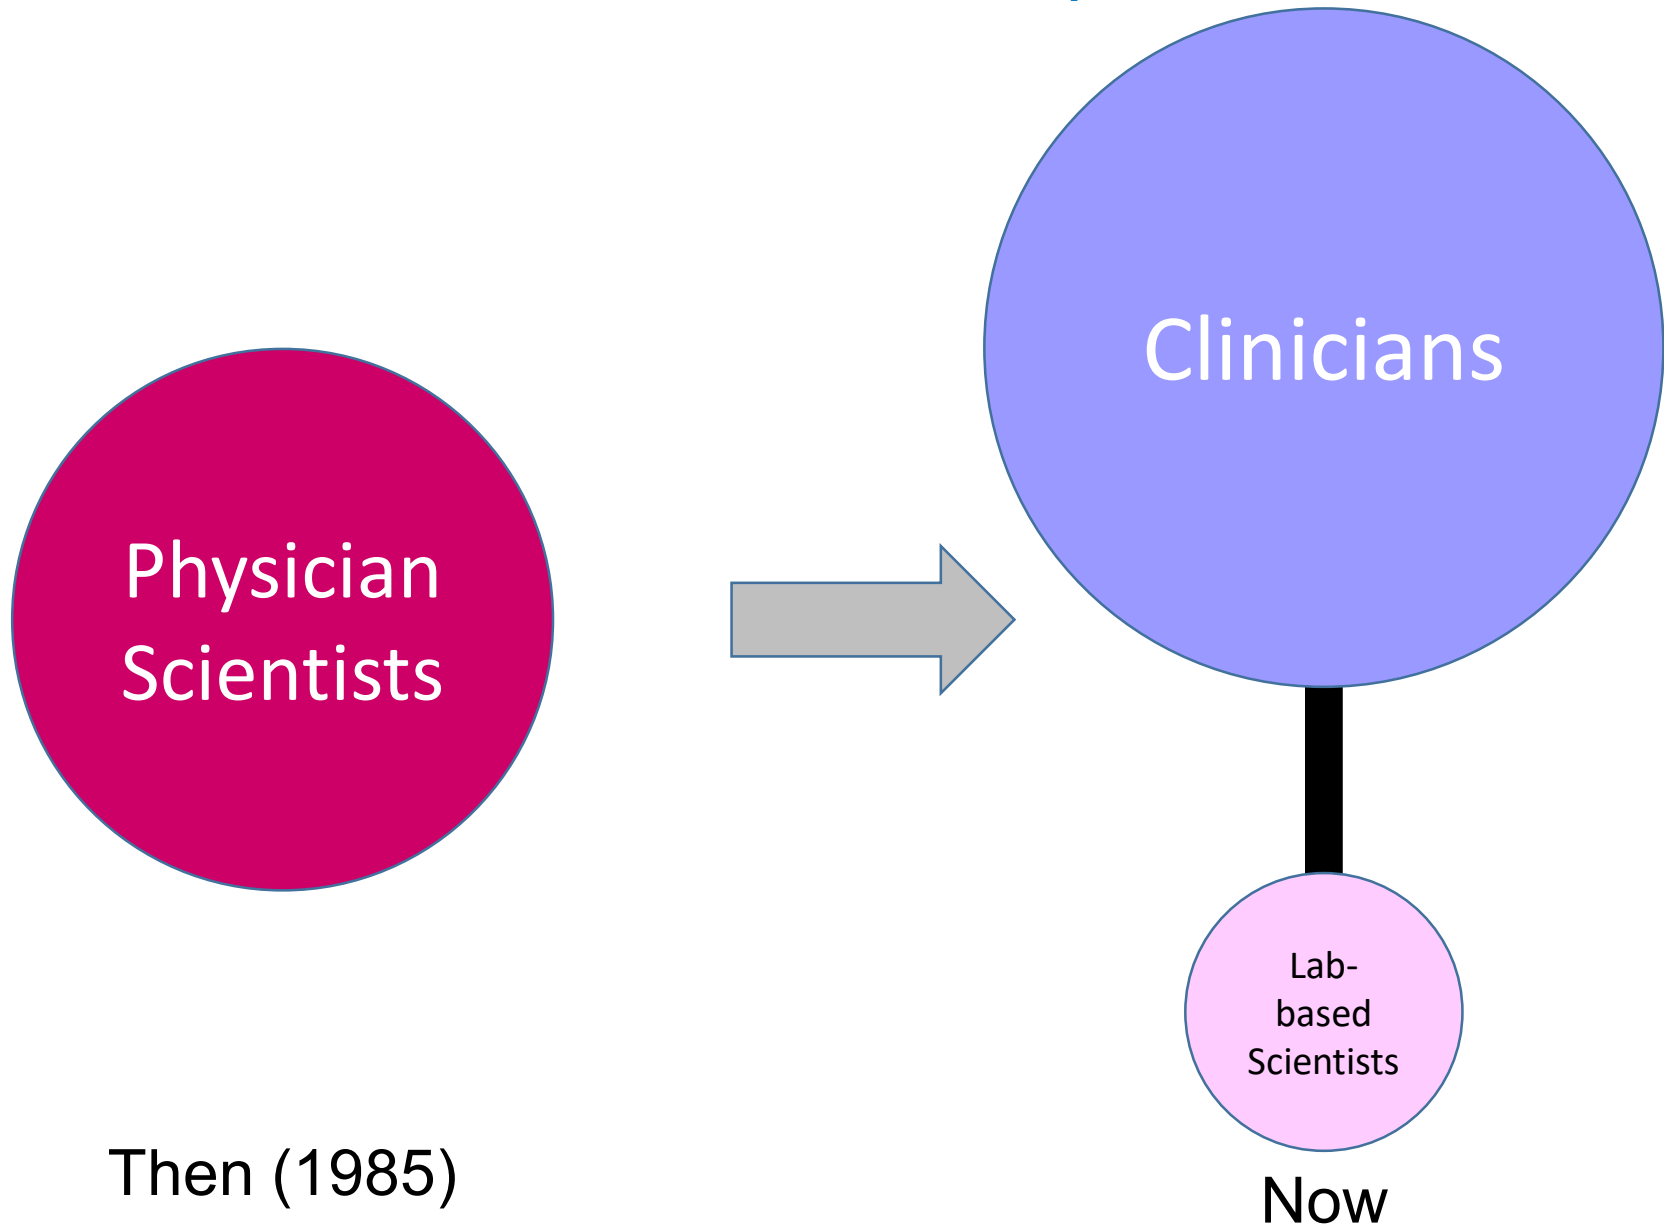 Physician
Scientists
Then (1985)
Clinicians
Lab-
based
Scientists
Now